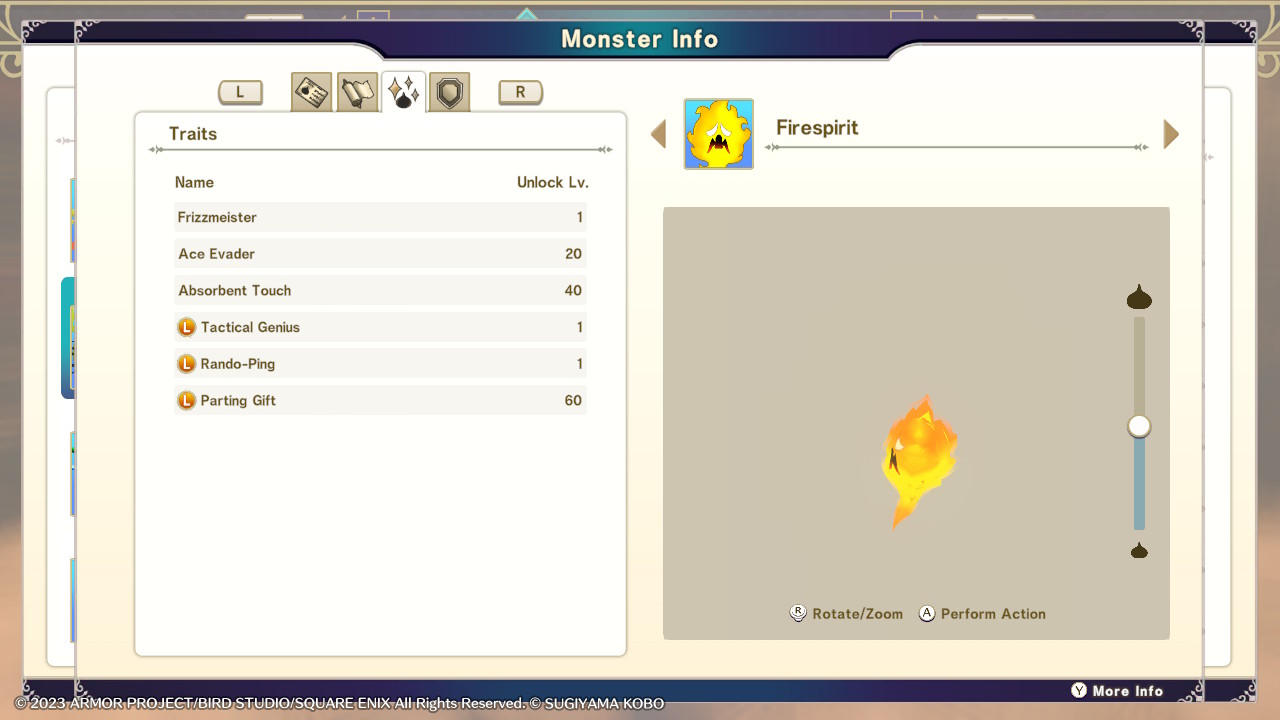 Monster Info
L
R
Traits
Name Unlock Lv.
Frizzmeister 1
Ace Evader 20
Absorbent Touch 40
L Tactical Genius 1
L Rando-Ping 1
L Parting Gift 60
Firespirit
R Rotate/Zoom A Perform Action
Y More Info
© 2023 ARMOR PROJECT/BIRD STUDIO/SQUARE ENIX All Rights Reserved. © SUGIYAMA KOBO